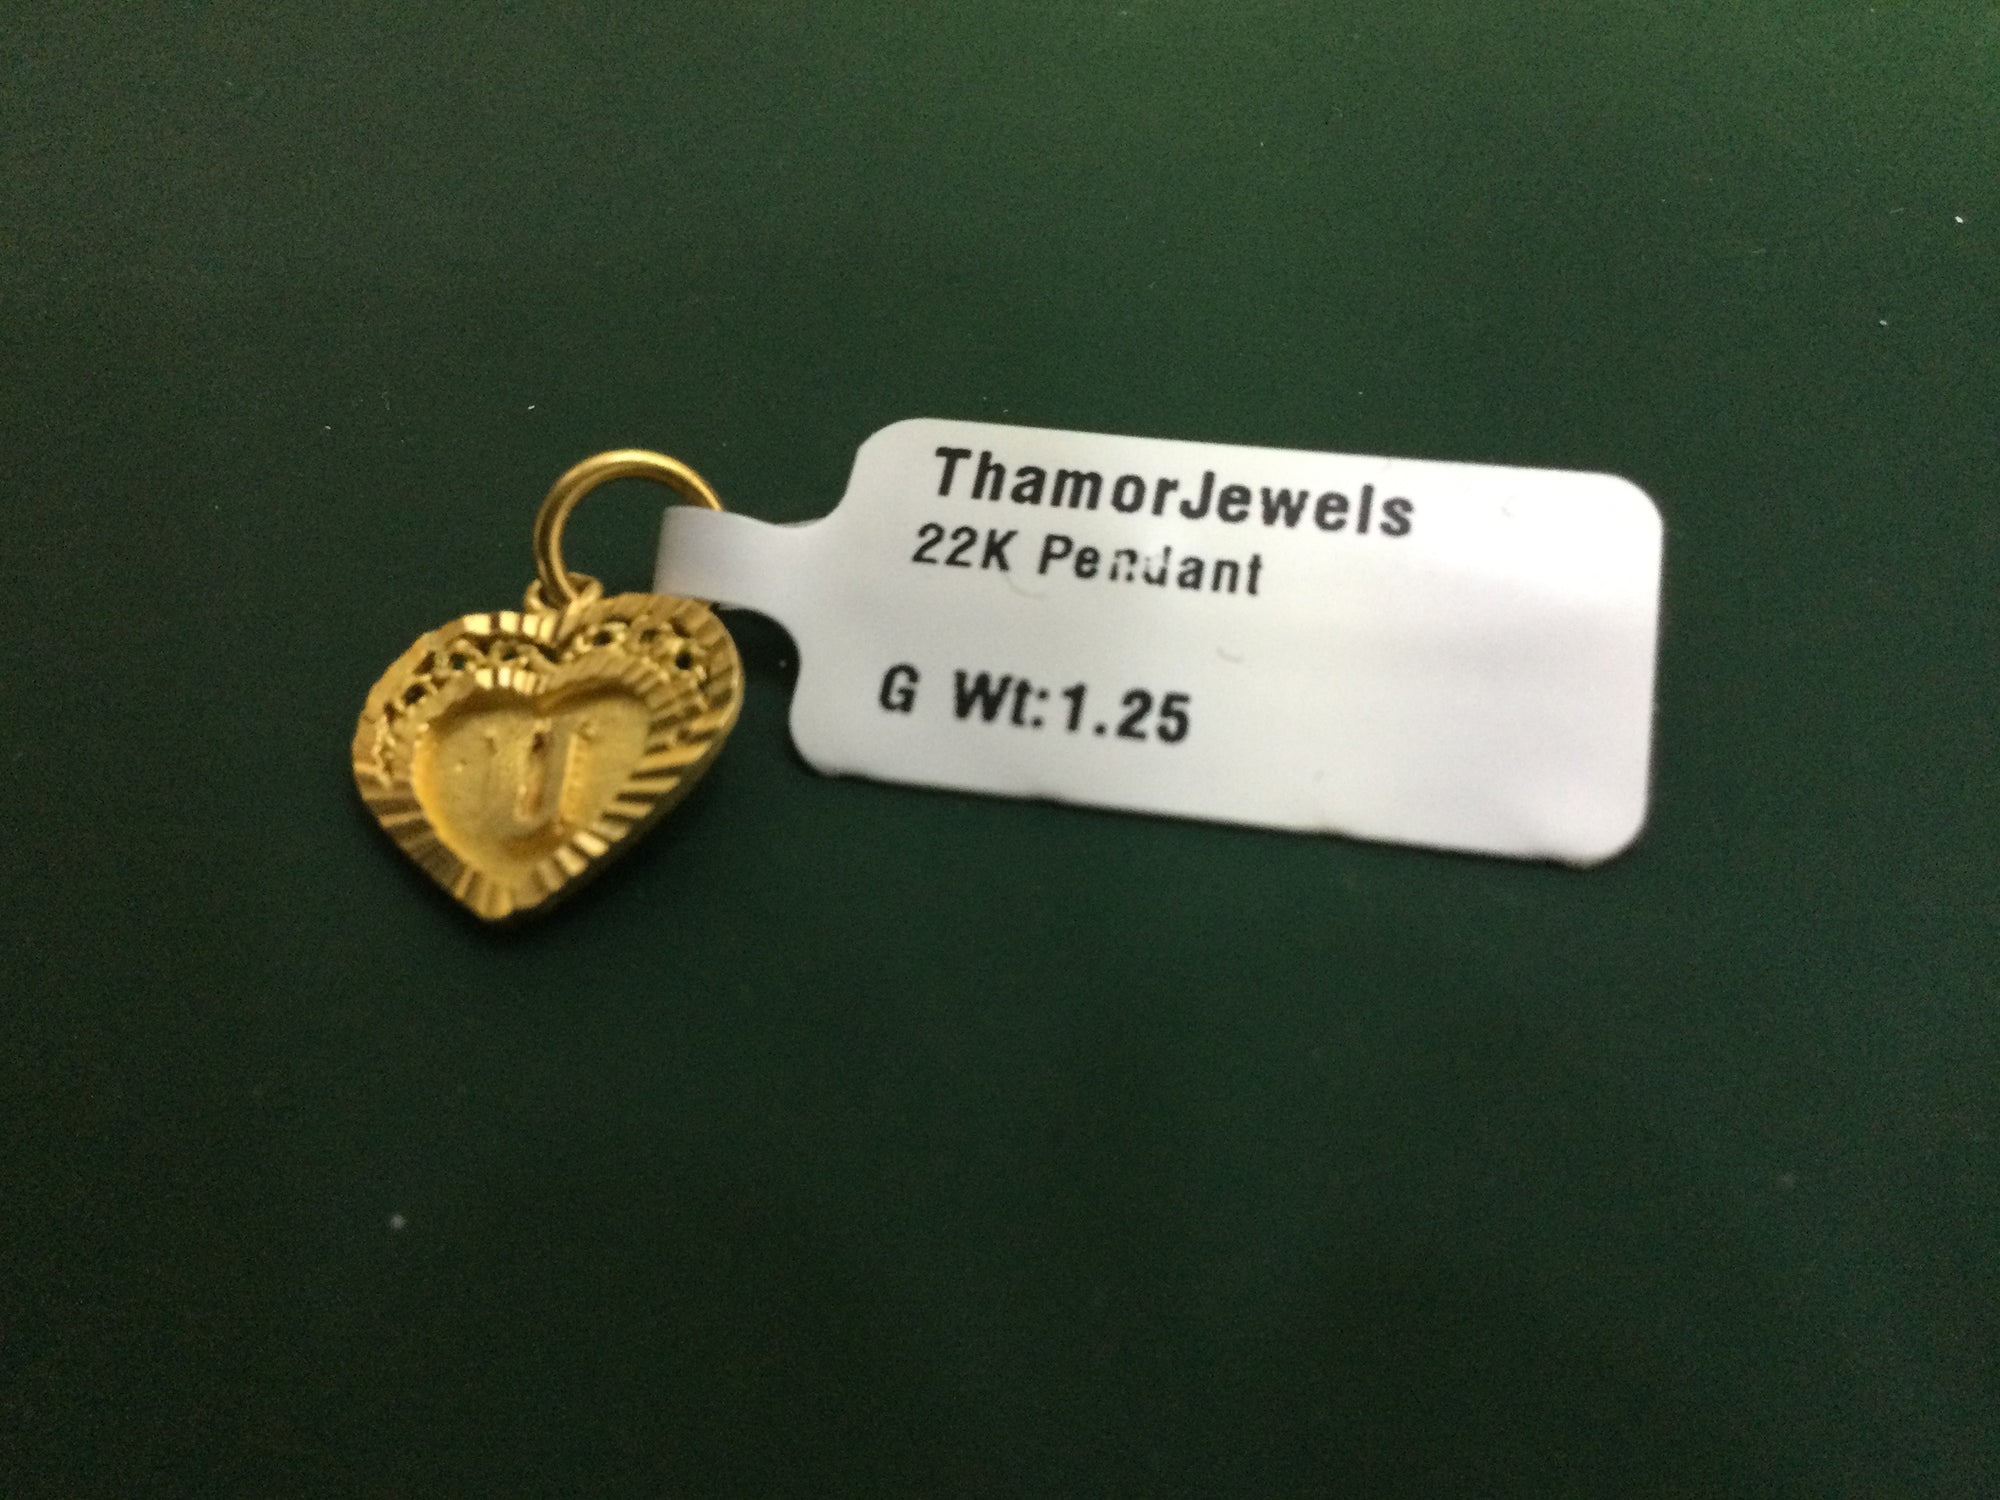 ThamorJewels
22K Pendant
G Wt:1.25